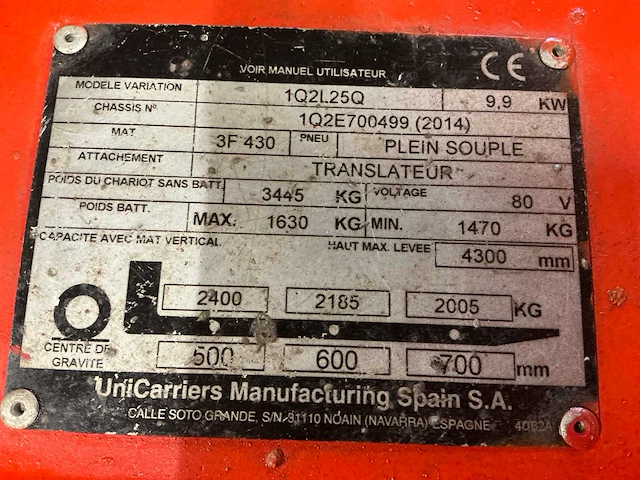 VOIR MANUEL UTILISATEUR CE
MODELE VARIATION 1Q2L25Q 9,9 KW
CHASSIS Nº 1Q2E700499 (2014)
MAT 3F 430 PNEU PLEIN SOUPLE
ATTACHEMENT TRANSLATEUR
POIDS DU CHARIOT SANS BATT. 3445 KG VOLTAGE 80 V
POIDS BATT. MAX. 1630 KG MIN. 1470 KG
CAPACITE AVEC MAT VERTICAL HAUT MAX. LEVEE 4300 mm
2400 2185 2005 KG
CENTRE DE GRAVITE 500 600 700 mm
UniCarriers Manufacturing Spain S.A.
CALLE SOTO GRANDE, S/N 31110 NOAIN (NAVARRA) ESPAGNE